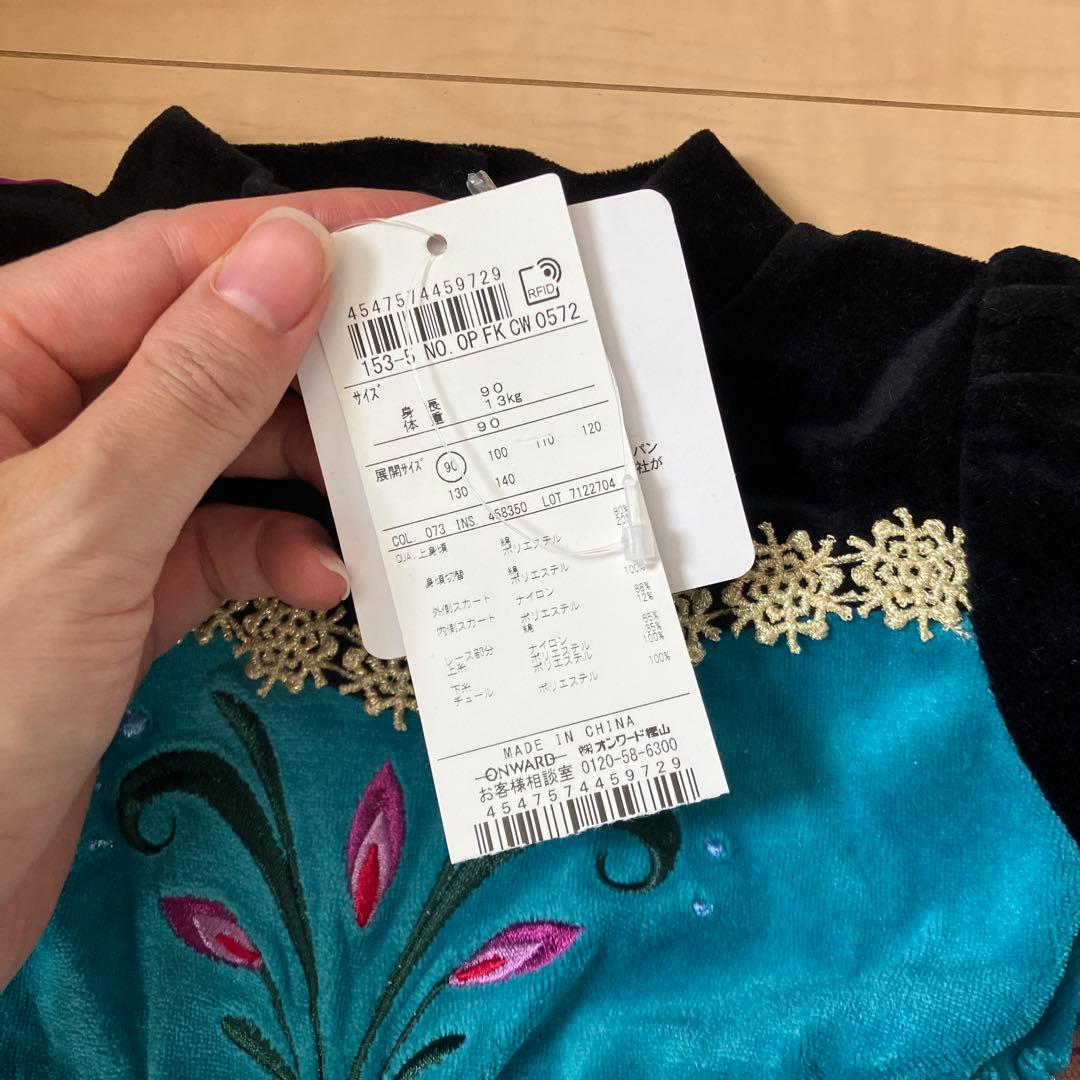 4547574459729
RFID
153-5 NO. OP FK CW 0572
サイズ
身長 90
体重 13kg
90
展開サイズ 90 100 110 120
130 140
COL. 073 INS. 458350 LOT 7122704
QUA. 上身頃 綿 80%
ポリエステル 20%
身頃切替 綿
ポリエステル
外側スカート ナイロン 100%
内側スカート ポリエステル 88%
綿 12%
レース部分 ナイロン 65%
上糸 ポリエステル 35%
ポリエステル 100%
下糸
チュール ポリエステル 100%
MADE IN CHINA
ONWARD ㈱オンワード樫山
お客様相談室 0120-58-6300
4547574459729
パン
社が